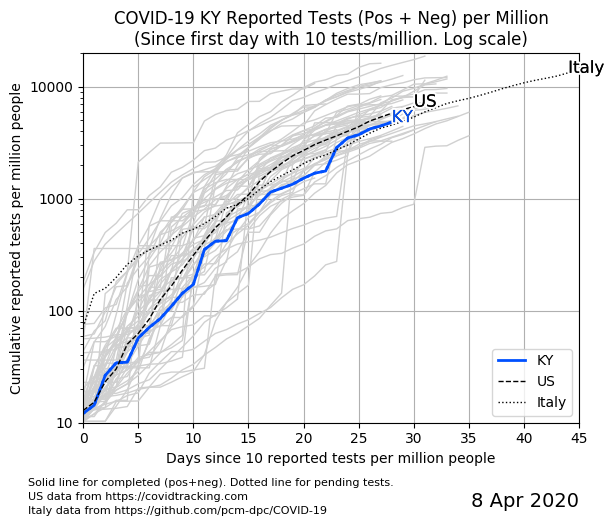 COVID-19 KY Reported Tests (Pos + Neg) per Million
(Since first day with 10 tests/million. Log scale)
Cumulative reported tests per million people
10000
1000
100
10
Italy
US
KY
KY
US
Italy
0 5 10 15 20 25 30 35 40 45
Days since 10 reported tests per million people
Solid line for completed (pos+neg). Dotted line for pending tests.
US data from https://covidtracking.com
Italy data from https://github.com/pcm-dpc/COVID-19
8 Apr 2020